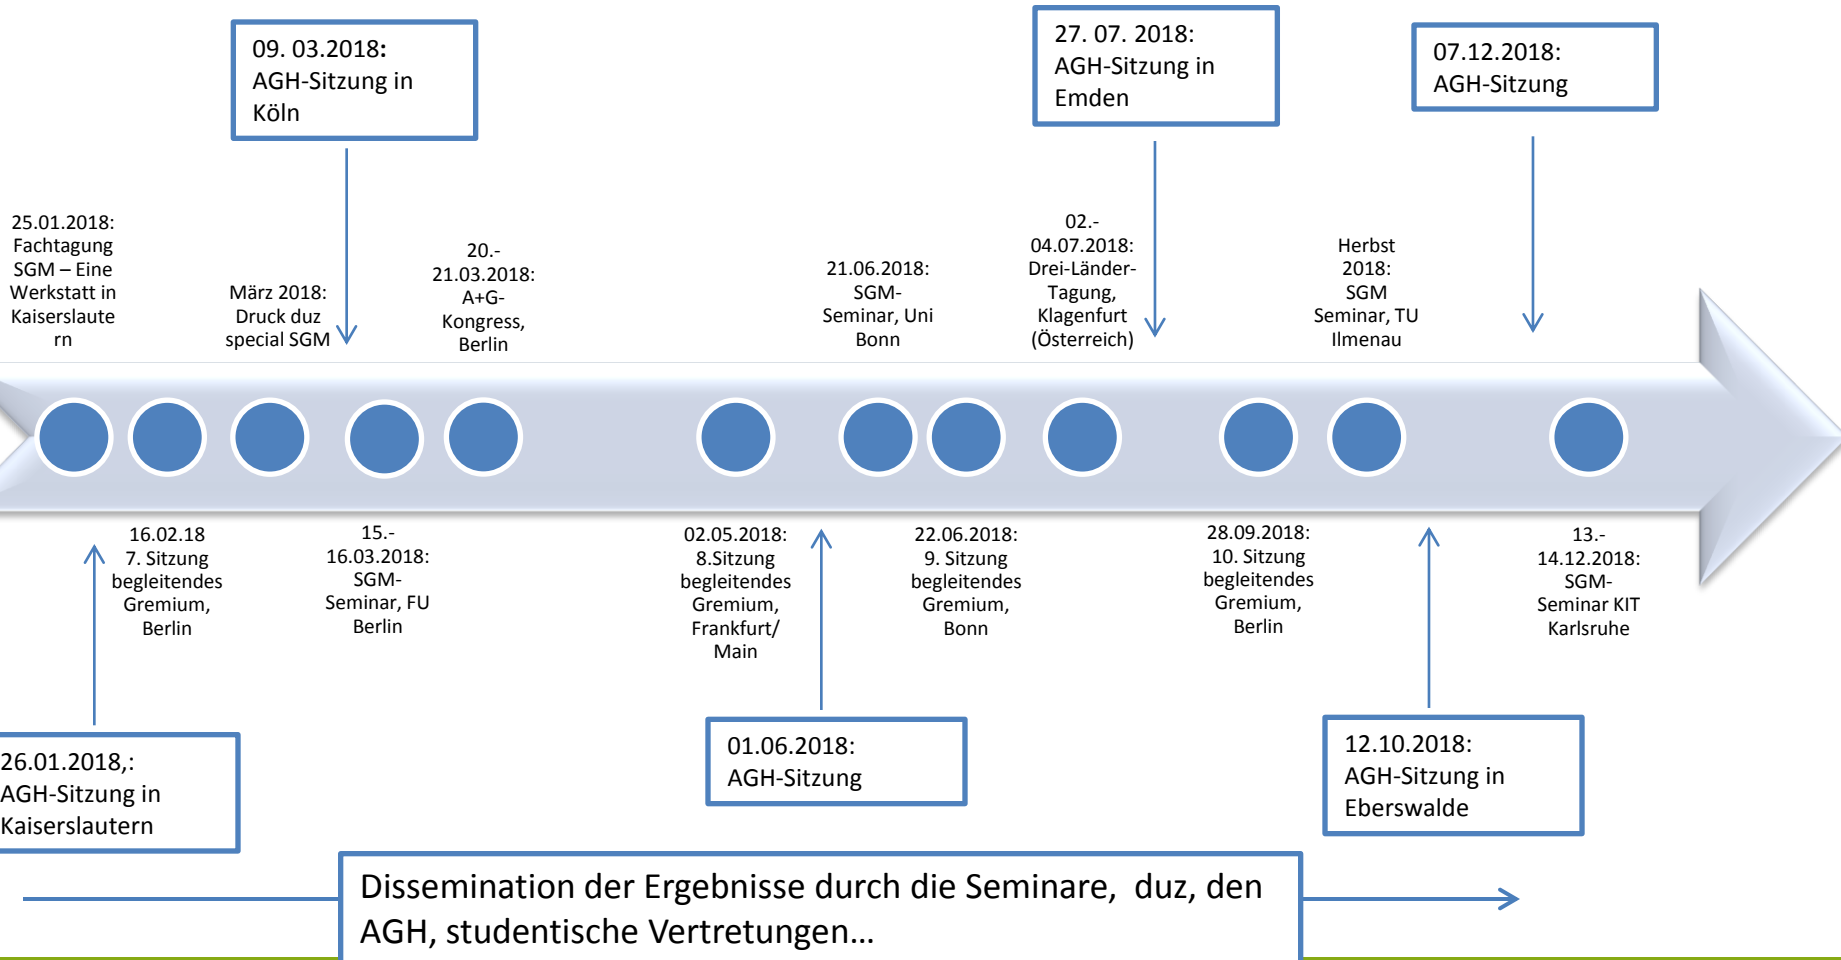 09. 03.2018:
AGH-Sitzung in
Köln
27. 07. 2018:
AGH-Sitzung in
Emden
07.12.2018:
AGH-Sitzung
25.01.2018:
Fachtagung
SGM – Eine
Werkstatt in
Kaiserslaute
rn
März 2018:
Druck duz
special SGM
20.-
21.03.2018:
A+G-
Kongress,
Berlin
21.06.2018:
SGM-
Seminar, Uni
Bonn
02.-
04.07.2018:
Drei-Länder-
Tagung,
Klagenfurt
(Österreich)
Herbst
2018:
SGM
Seminar, TU
Ilmenau
16.02.18
7. Sitzung
begleitendes
Gremium,
Berlin
15.-
16.03.2018:
SGM-
Seminar, FU
Berlin
02.05.2018:
8.Sitzung
begleitendes
Gremium,
Frankfurt/
Main
22.06.2018:
9. Sitzung
begleitendes
Gremium,
Bonn
28.09.2018:
10. Sitzung
begleitendes
Gremium,
Berlin
13.-
14.12.2018:
SGM-
Seminar KIT
Karlsruhe
26.01.2018,:
AGH-Sitzung in
Kaiserslautern
01.06.2018:
AGH-Sitzung
12.10.2018:
AGH-Sitzung in
Eberswalde
Dissemination der Ergebnisse durch die Seminare, duz, den
AGH, studentische Vertretungen…